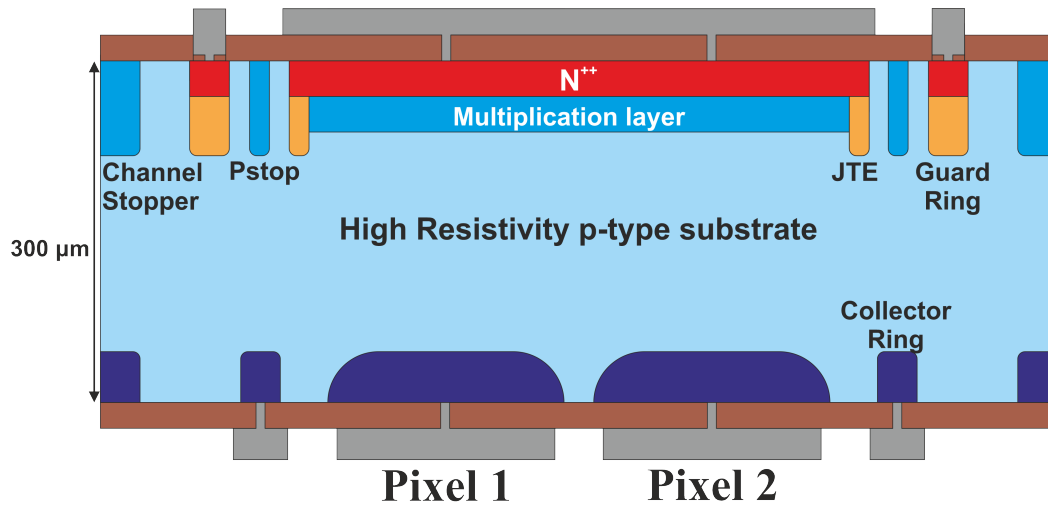 N++
Multiplication layer
Channel
Stopper
Pstop
JTE
Guard
Ring
High Resistivity p-type substrate
300 μm
Collector
Ring
Pixel 1
Pixel 2